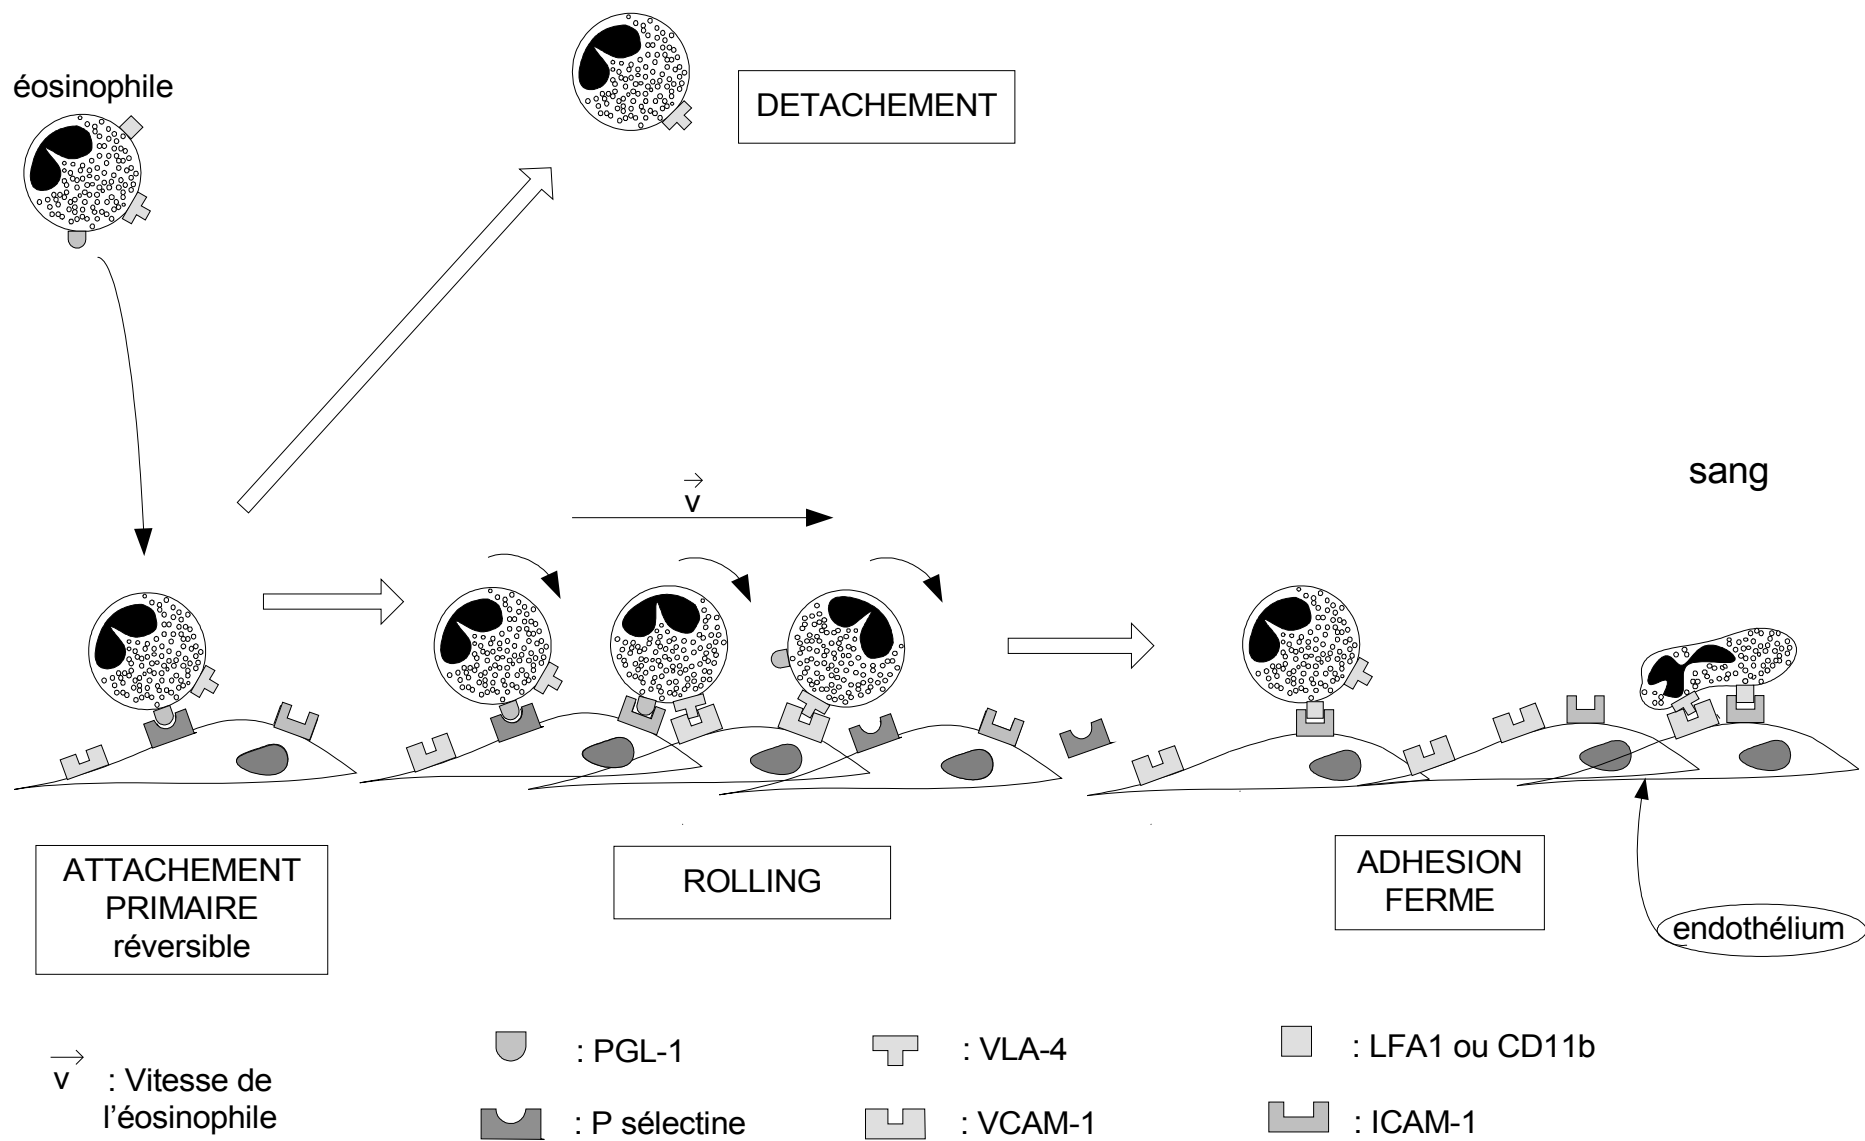 éosinophile
DETACHEMENT
sang
v
ATTACHEMENT
PRIMAIRE
réversible
ROLLING
ADHESION
FERME
endothélium
v : Vitesse de
l'éosinophile
: PGL-1
: P sélectine
: VLA-4
: VCAM-1
: LFA1 ou CD11b
: ICAM-1